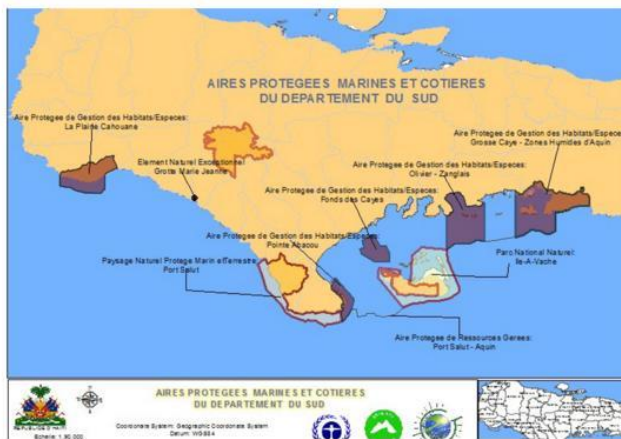 AIRES PROTEGEES MARINES ET COTIERES
DU DEPARTEMENT DU SUD
Aire Protegee de Gestion des Habitats/Especes:
La Plaine Cahouane
Element Naturel Exceptionnel
Grotte Marie Jeanne
Aire Protegee de Gestion des Habitats/Espece
Grosse Caye - Zones Humides d'Aquin
Aire Protegee de Gestion des Habitats/Especes:
Olivier - Zanglais
Aire Protegee de Gestion des Habitats/Especes:
Fonds des Cayes
Aire Protegee de Gestion des Habitats/Especes:
Pointe Abacou
Paysage Naturel Protege Marin et Terrestre
Port Salut
Parc National Naturel:
Ile-A-Vache
Aire Protegee de Ressources Gerees:
Port Salut - Aquin
AIRES PROTEGEES MARINES ET COTIERES
DU DEPARTEMENT DU SUD
REPUBLIQUE D'HAITI
Coordonate System: Geographic Coordonate System
Datum: WGS84